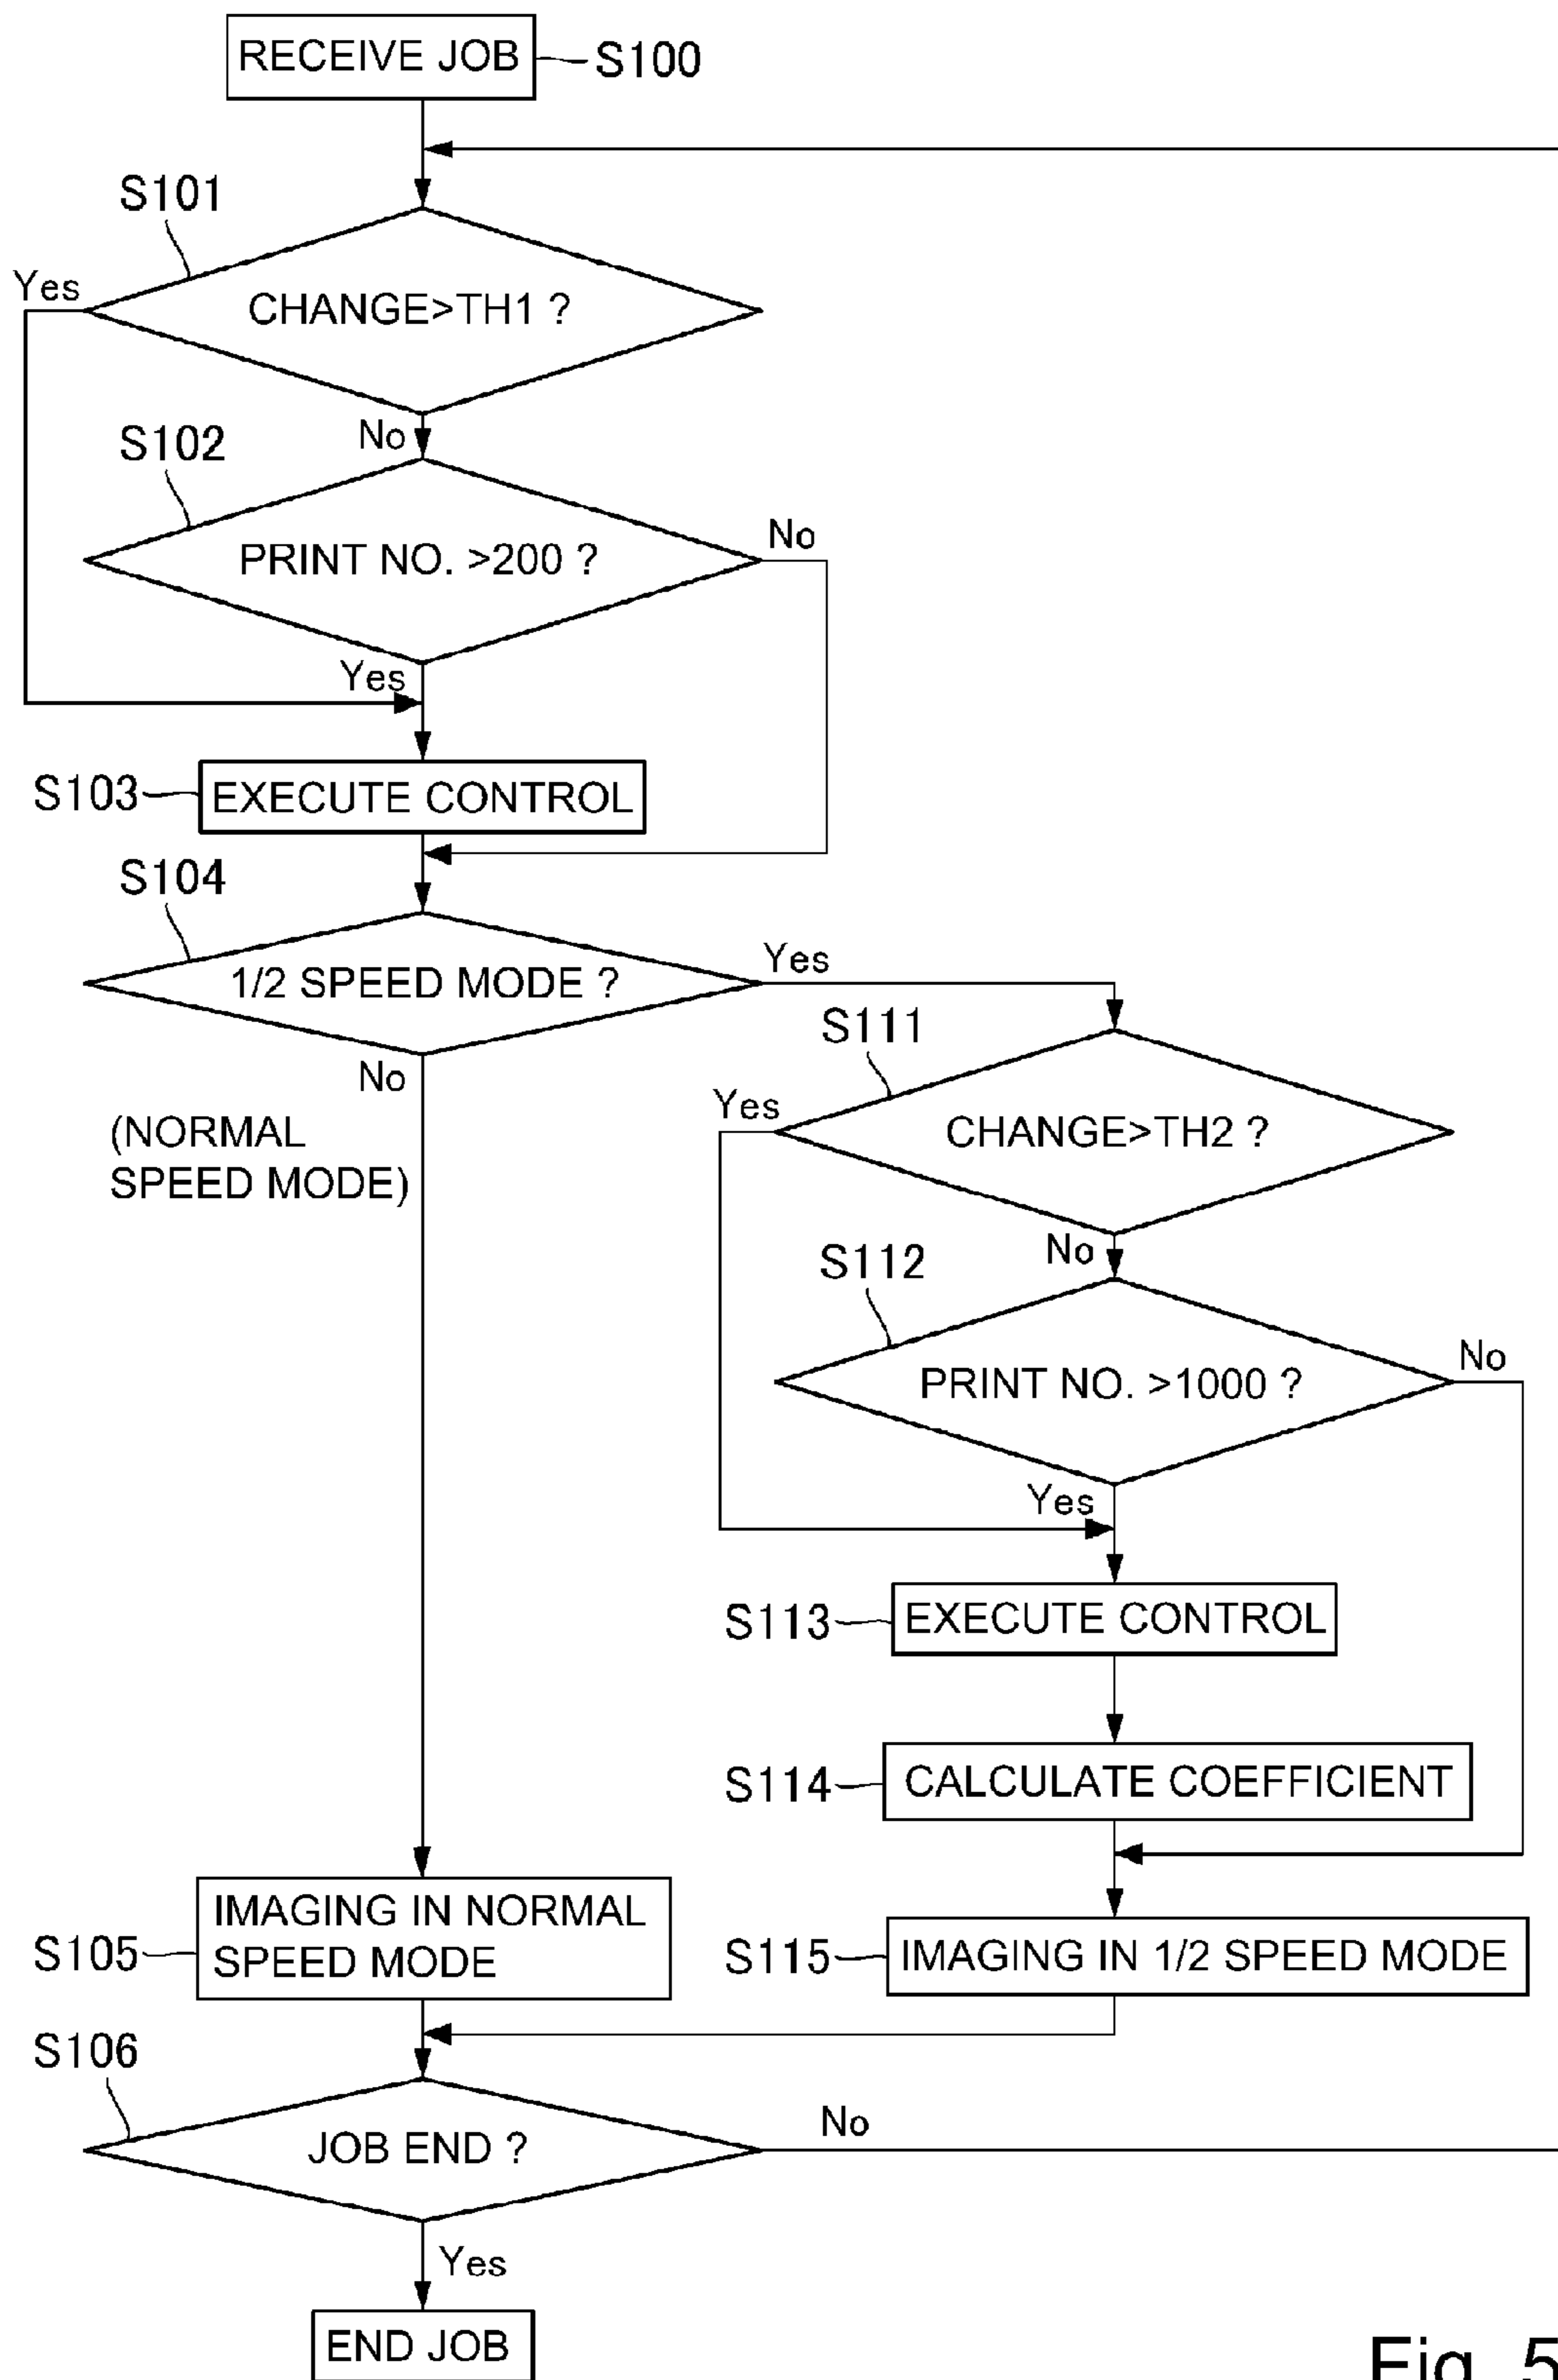 RECEIVE JOB
S100
S101
Yes
CHANGE>TH1 ?
No
S102
PRINT NO. >200 ?
No
Yes
S103
EXECUTE CONTROL
S104
1/2 SPEED MODE ?
Yes
No
(NORMAL
SPEED MODE)
S111
Yes
CHANGE>TH2 ?
No
S112
PRINT NO. >1000 ?
No
Yes
S113
EXECUTE CONTROL
S114
CALCULATE COEFFICIENT
S105
IMAGING IN NORMAL
SPEED MODE
S115
IMAGING IN 1/2 SPEED MODE
S106
JOB END ?
No
Yes
END JOB
Fig. 5